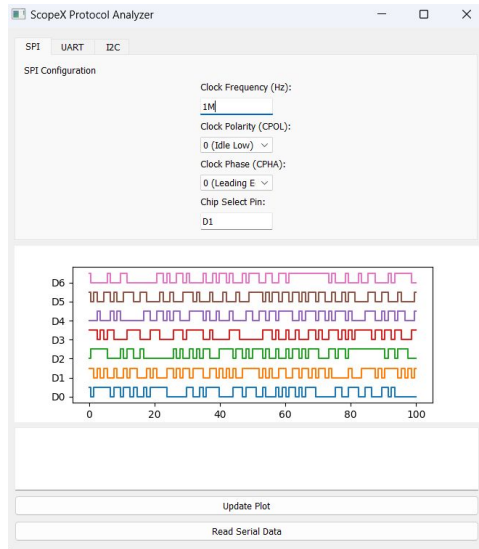 ScopeX Protocol Analyzer
SPI UART I2C
SPI Configuration
Clock Frequency (Hz):
1M
Clock Polarity (CPOL):
0 (Idle Low)
Clock Phase (CPHA):
0 (Leading E
Chip Select Pin:
D1
D6
D5
D4
D3
D2
D1
D0
0 20 40 60 80 100
Update Plot
Read Serial Data